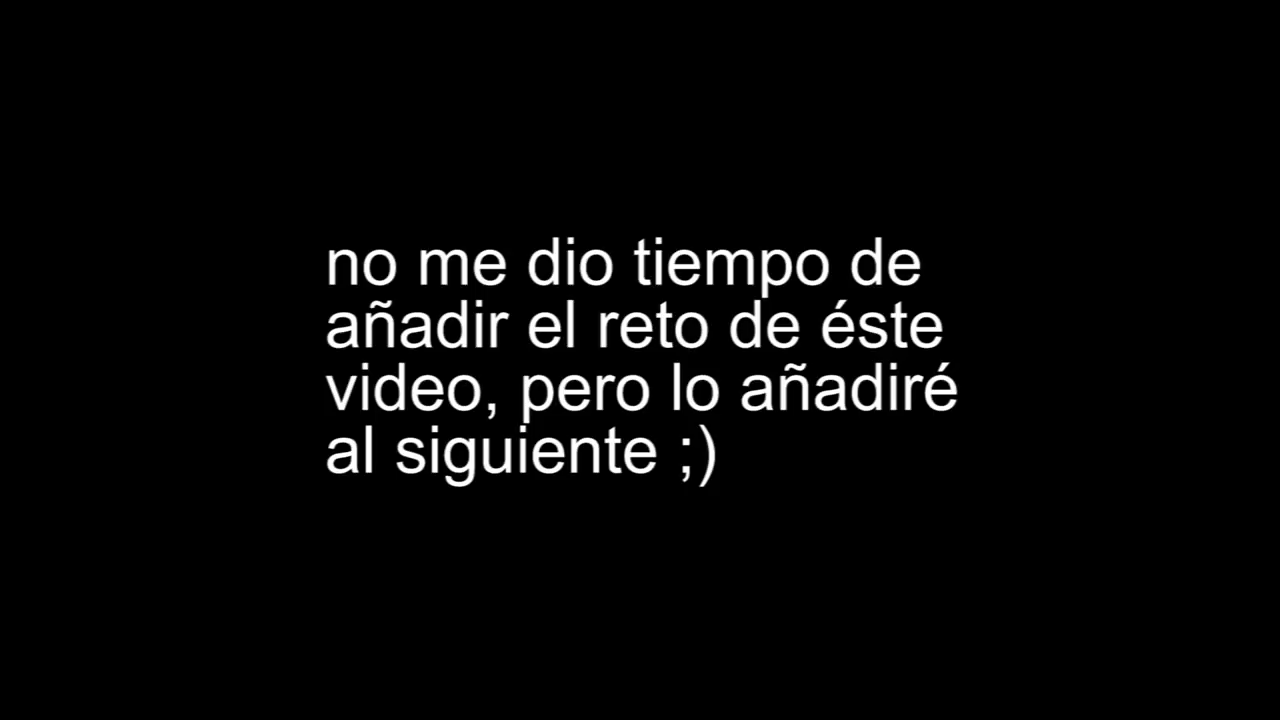 no me dio tiempo de
añadir el reto de éste
video, pero lo añadiré
al siguiente ;)